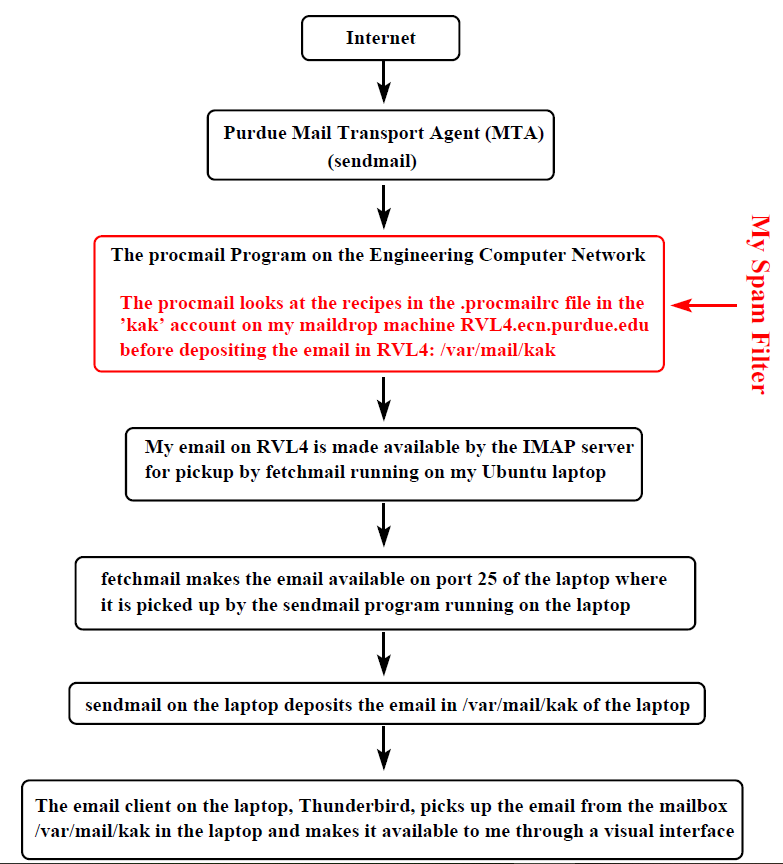 Internet
Purdue Mail Transport Agent (MTA)
(sendmail)
The procmail Program on the Engineering Computer Network
The procmail looks at the recipes in the .procmailrc file in the
’kak’ account on my maildrop machine RVL4.ecn.purdue.edu
before depositing the email in RVL4: /var/mail/kak
My Spam Filter
My email on RVL4 is made available by the IMAP server
for pickup by fetchmail running on my Ubuntu laptop
fetchmail makes the email available on port 25 of the laptop where
it is picked up by the sendmail program running on the laptop
sendmail on the laptop deposits the email in /var/mail/kak of the laptop
The email client on the laptop, Thunderbird, picks up the email from the mailbox
/var/mail/kak in the laptop and makes it available to me through a visual interface